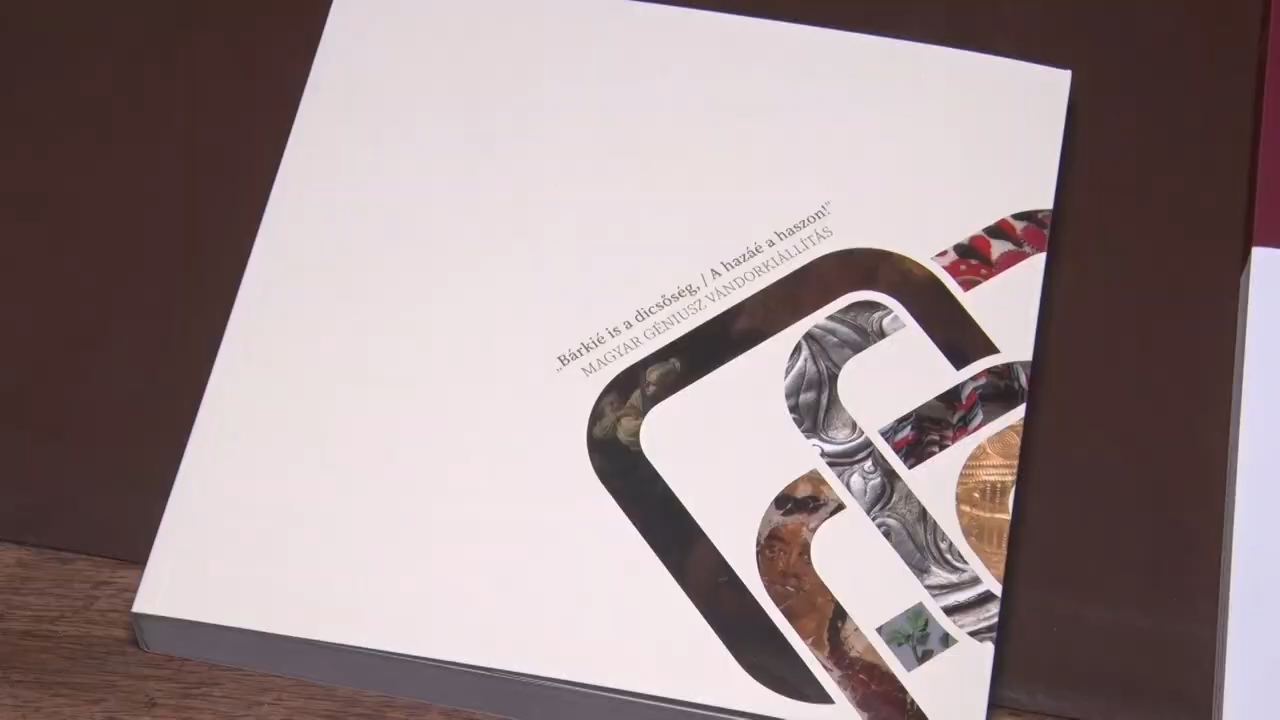 „Bárkié is a dicsőség, / A hazáé a haszon!”
MAGYAR GÉNIUSZ VÁNDORKIÁLLÍTÁS